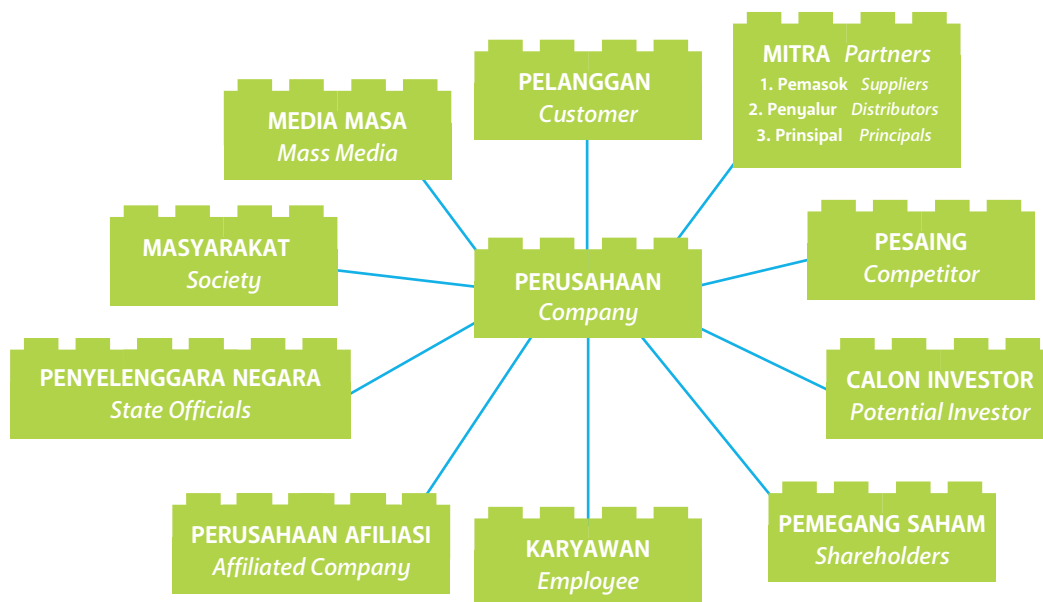 MITRA Partners
1. Pemasok Suppliers
2. Penyalur Distributors
3. Prinsipal Principals
PELANGGAN
Customer
MEDIA MASA
Mass Media
MASYARAKAT
Society
PESAING
Competitor
PERUSAHAAN
Company
PENYELENGGARA NEGARA
State Officials
CALON INVESTOR
Potential Investor
PERUSAHAAN AFILIASI
Affiliated Company
KARYAWAN
Employee
PEMEGANG SAHAM
Shareholders